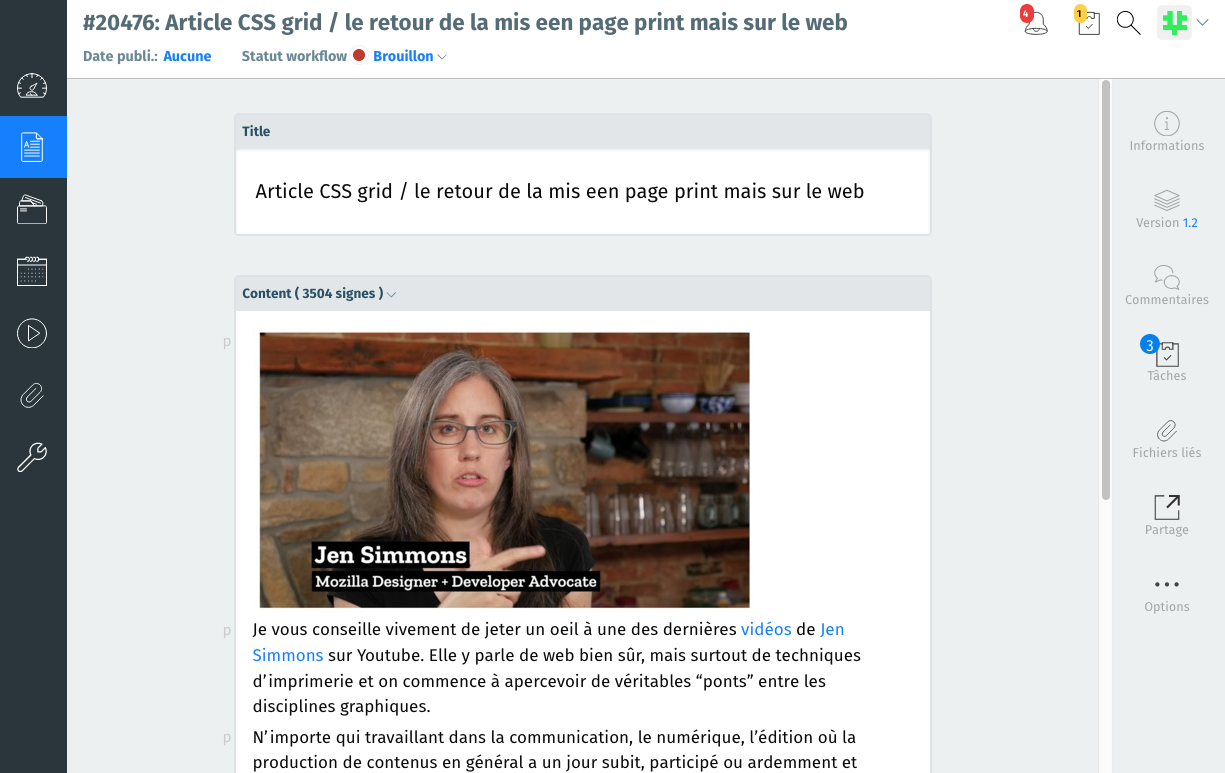 #20476: Article CSS grid / le retour de la mis een page print mais sur le web
4
1
Date publi.: Aucune
Statut workflow Brouillon
Title
Article CSS grid / le retour de la mis een page print mais sur le web
Content ( 3504 signes )
p
Jen Simmons
Mozilla Designer + Developer Advocate
p
Je vous conseille vivement de jeter un oeil à une des dernières vidéos de Jen
Simmons sur Youtube. Elle y parle de web bien sûr, mais surtout de techniques
d’imprimerie et on commence à apercevoir de véritables “ponts” entre les
disciplines graphiques.
p
N’importe qui travaillant dans la communication, le numérique, l’édition où la
production de contenus en général a un jour subit, participé ou ardemment et
Informations
Version 1.2
Commentaires
3
Tâches
Fichiers liés
Partage
Options